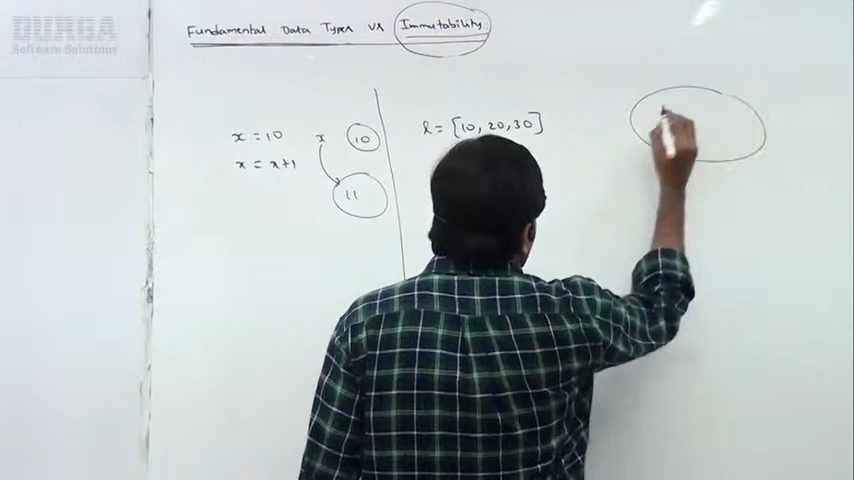 DURGA
Software Solutions
Fundamental Data Types vs Immutability
x = 10
x = x+1
x 10
11
l = [10, 20, 30]